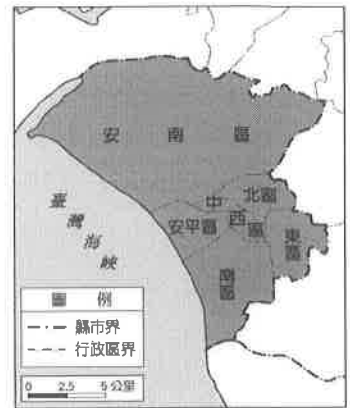 安南區
北區
中西區
安平區
東區
南區
臺灣海峽
圖例
縣市界
行政區界
0 2.5 5公里